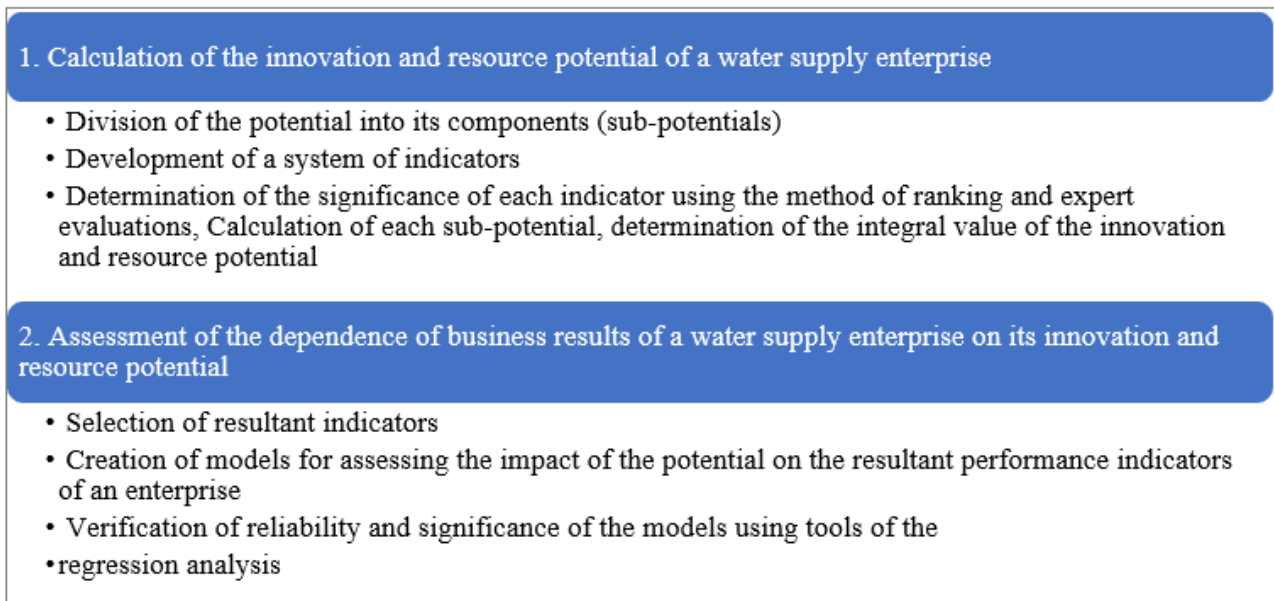 1. Calculation of the innovation and resource potential of a water supply enterprise
• Division of the potential into its components (sub-potentials)
• Development of a system of indicators
• Determination of the significance of each indicator using the method of ranking and expert
evaluations, Calculation of each sub-potential, determination of the integral value of the innovation
and resource potential
2. Assessment of the dependence of business results of a water supply enterprise on its innovation and
resource potential
• Selection of resultant indicators
• Creation of models for assessing the impact of the potential on the resultant performance indicators
of an enterprise
• Verification of reliability and significance of the models using tools of the
•regression analysis